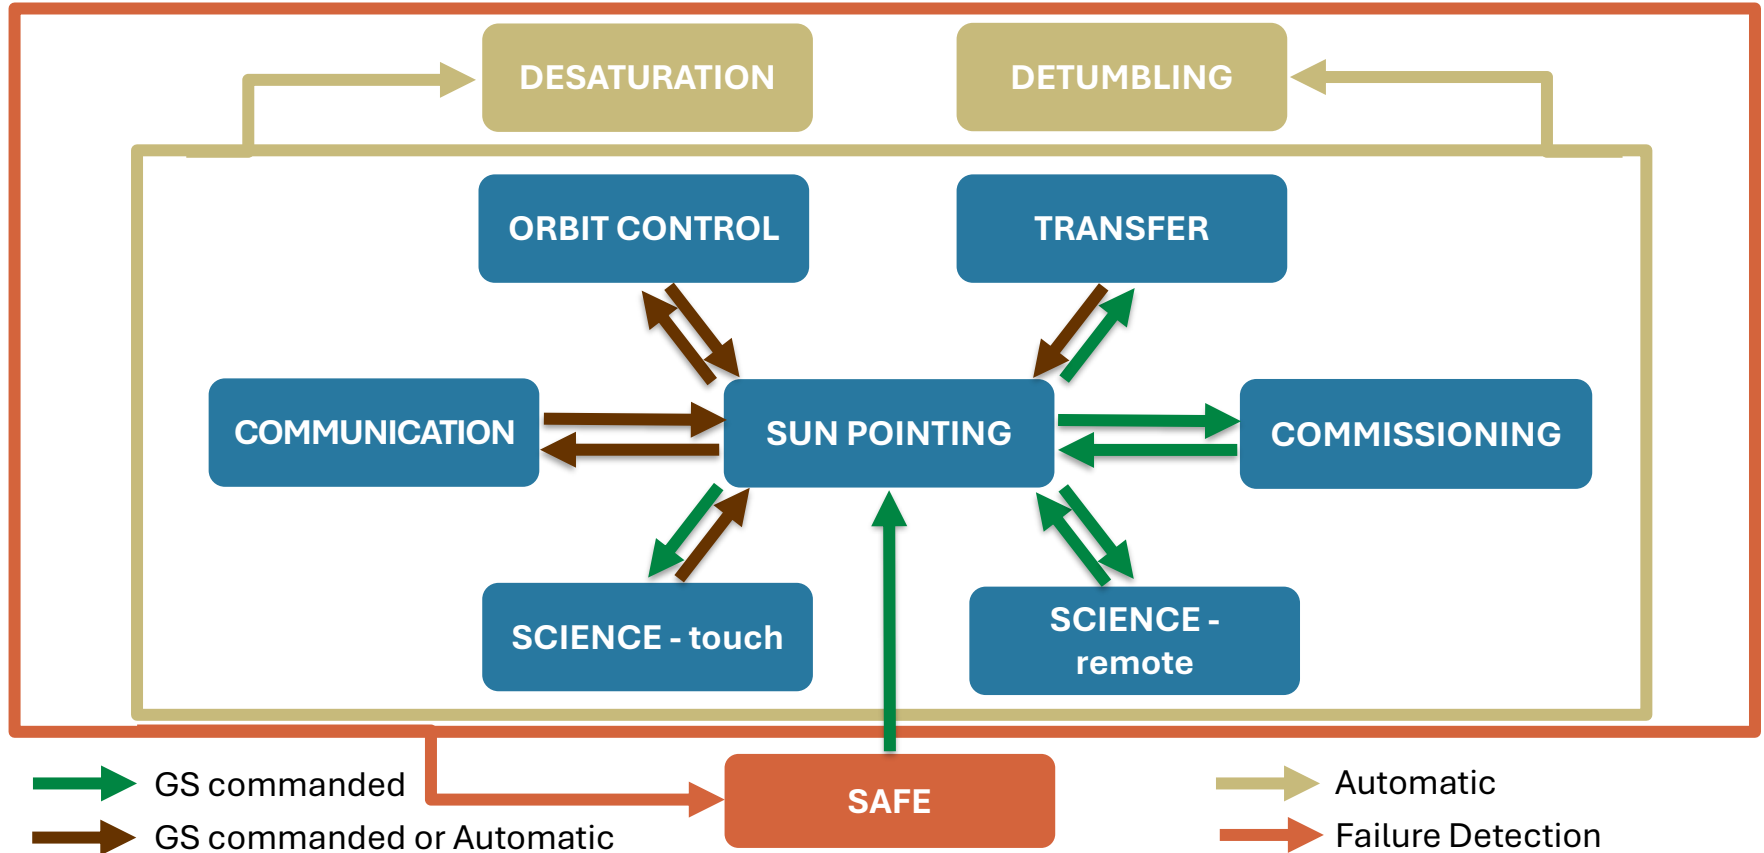 DESATURATION
DETUMBLING
ORBIT CONTROL
TRANSFER
COMMUNICATION
SUN POINTING
COMMISSIONING
SCIENCE - touch
SCIENCE -
remote
SAFE
GS commanded
GS commanded or Automatic
Automatic
Failure Detection